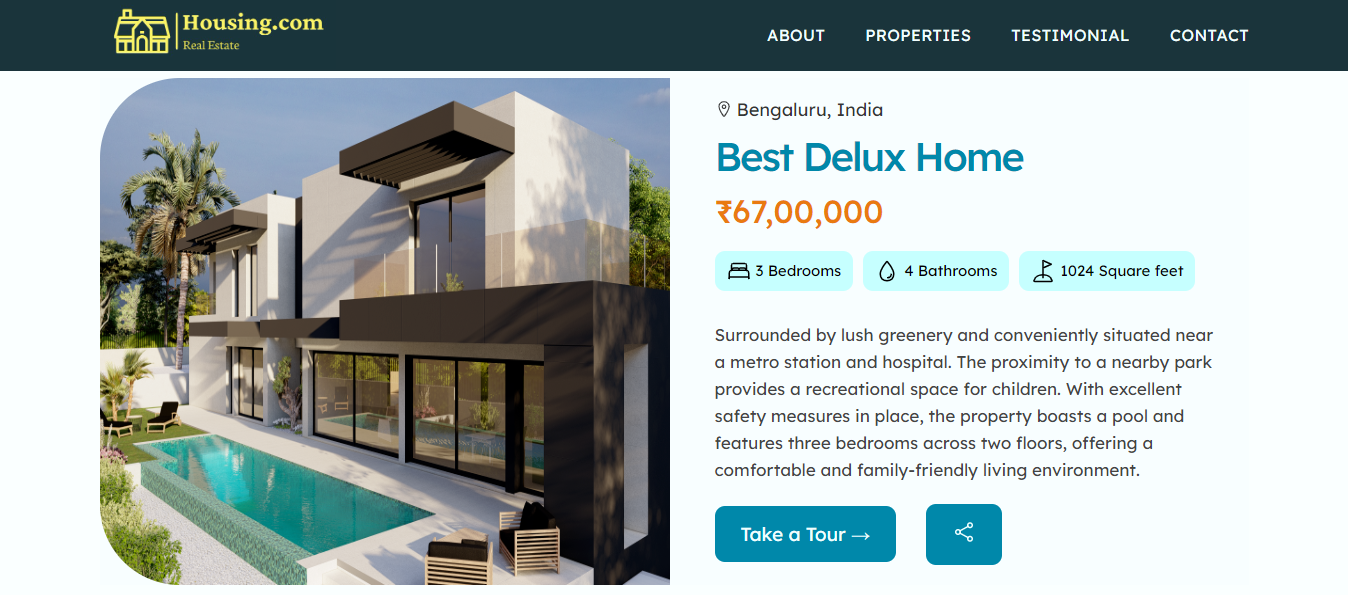 Housing.com
Real Estate
ABOUT PROPERTIES TESTIMONIAL CONTACT
Bengaluru, India
Best Delux Home
₹67,00,000
3 Bedrooms 4 Bathrooms 1024 Square feet
Surrounded by lush greenery and conveniently situated near
a metro station and hospital. The proximity to a nearby park
provides a recreational space for children. With excellent
safety measures in place, the property boasts a pool and
features three bedrooms across two floors, offering a
comfortable and family-friendly living environment.
Take a Tour →